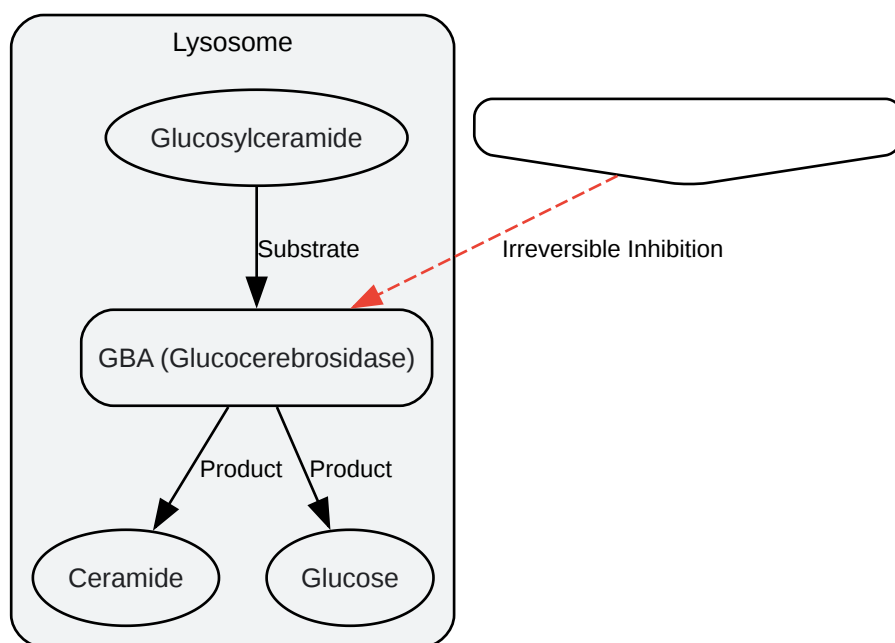 Lysosome
Glucosylceramide
Substrate
Irreversible Inhibition
GBA (Glucocerebrosidase)
Product
Product
Ceramide
Glucose